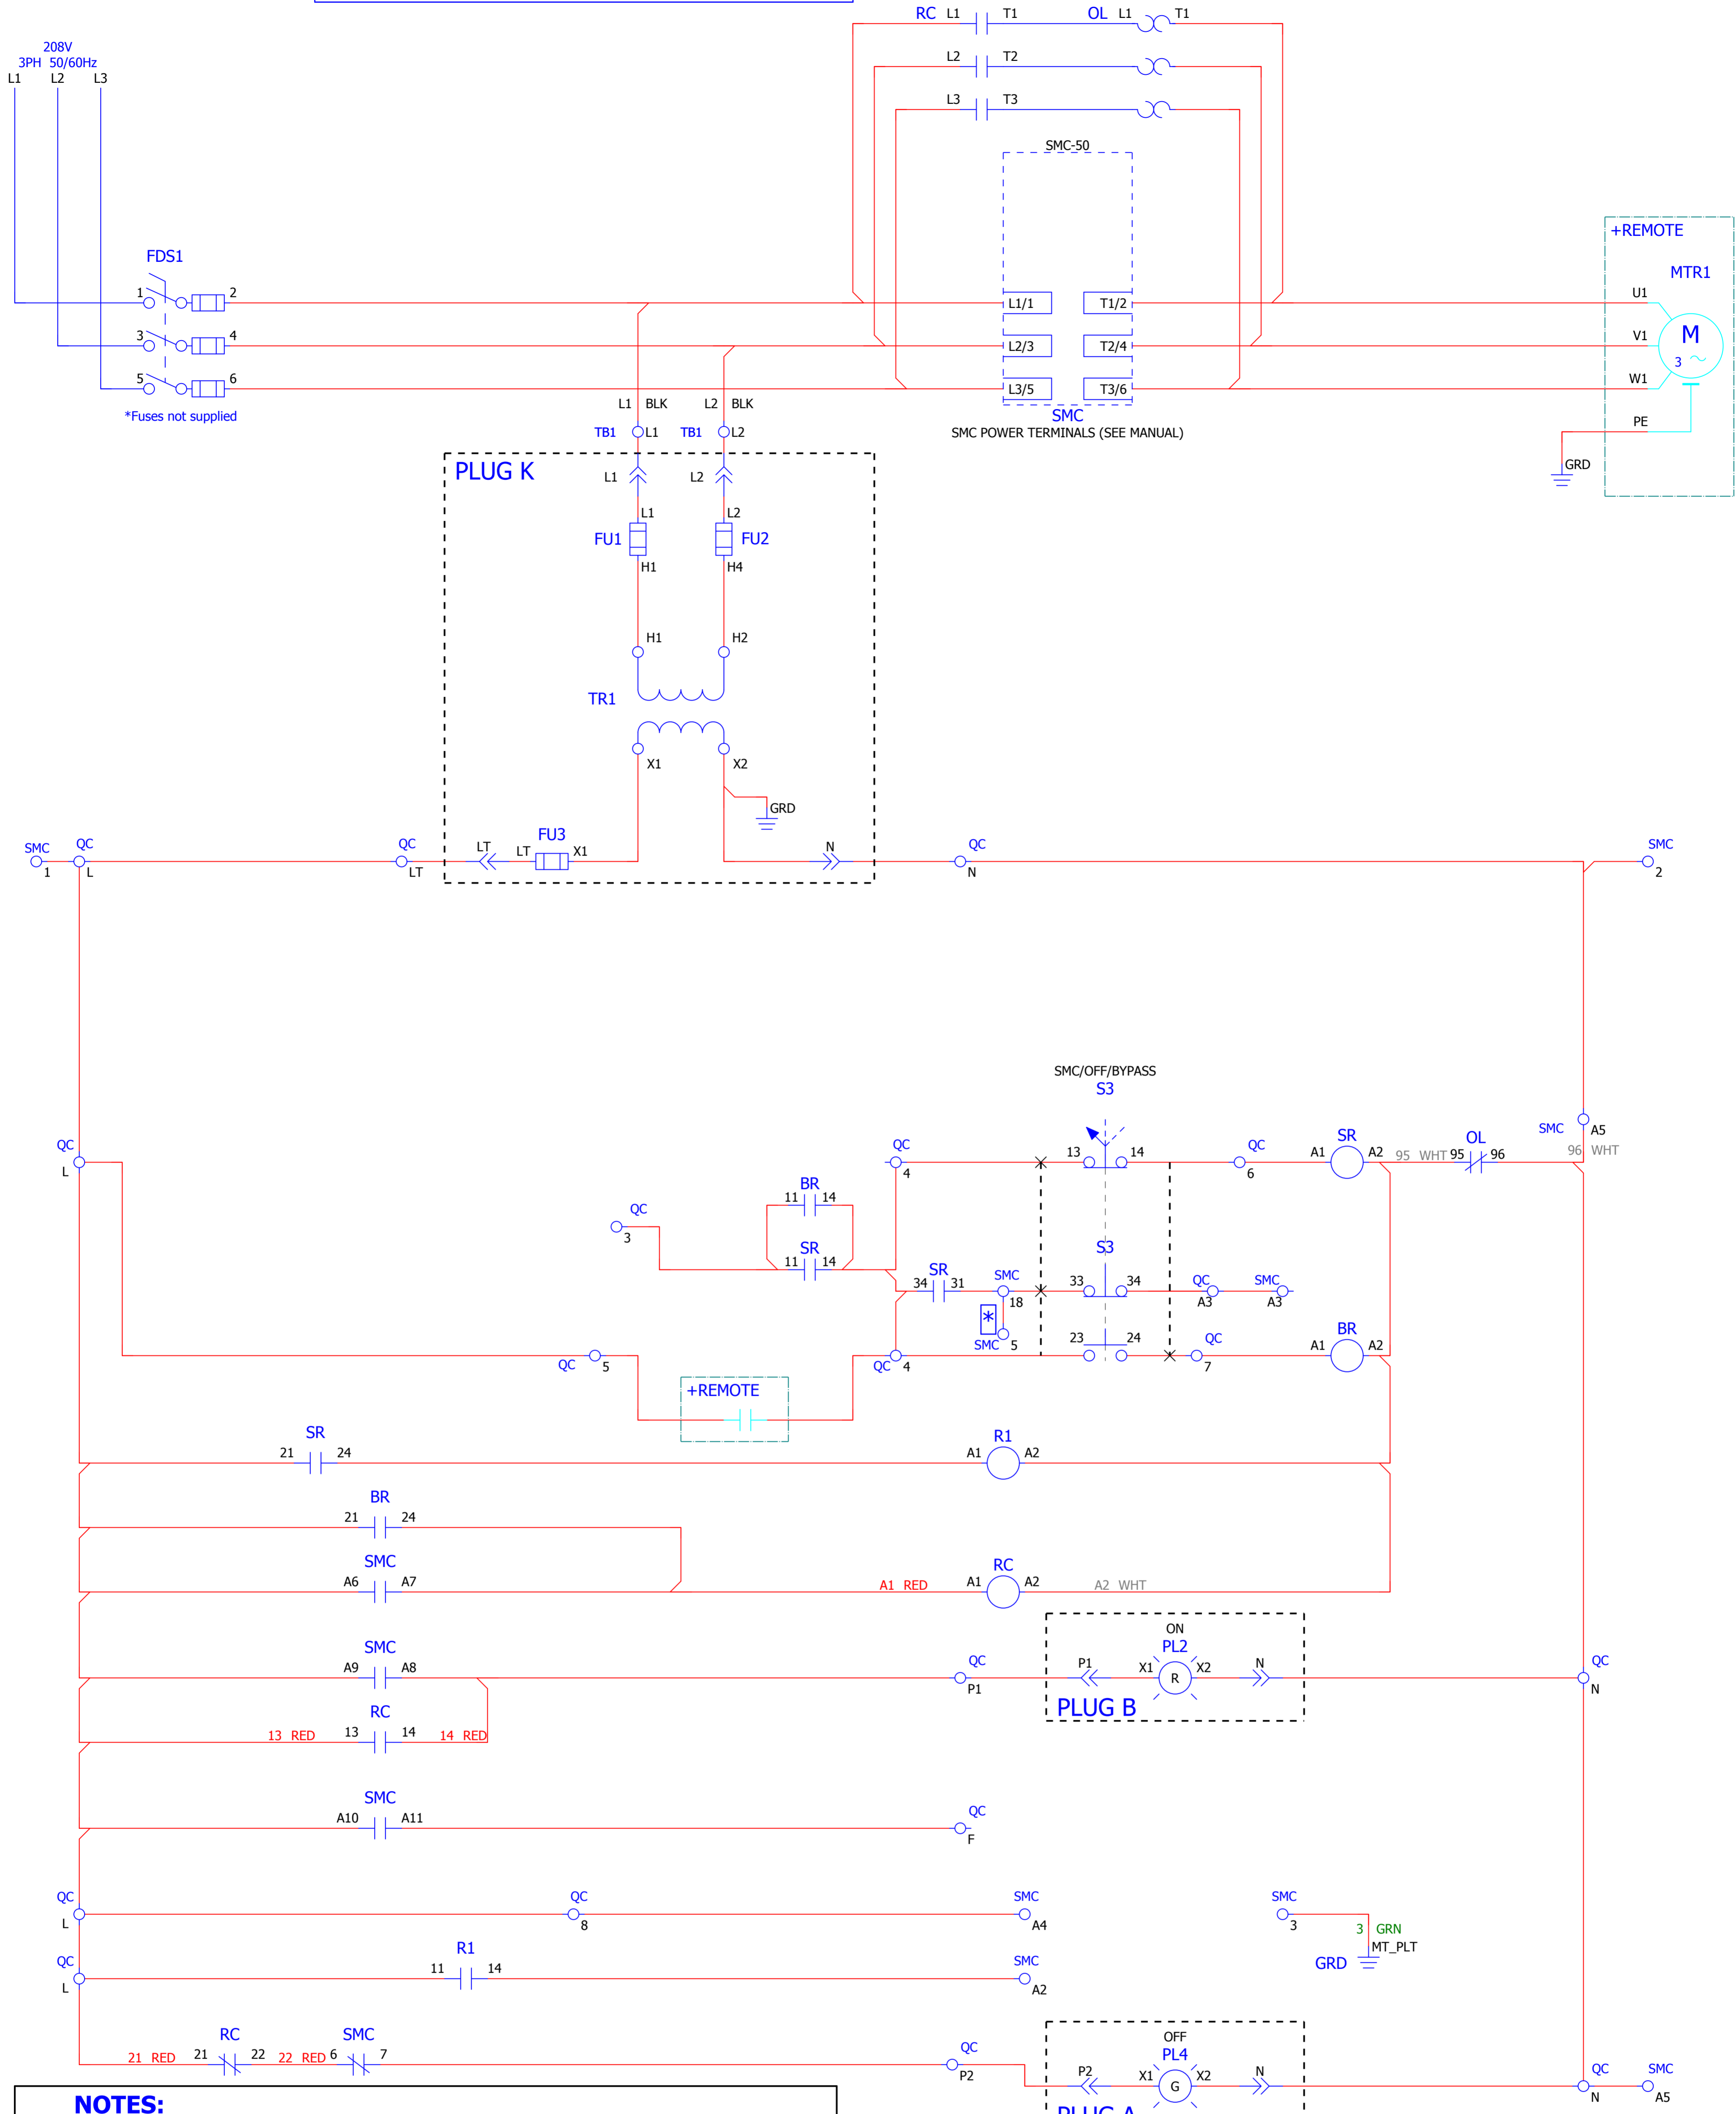 RC L1 T1 OL L1 T1
208V
3PH 50/60Hz
L1 L2 L3
L2 T2
L3 T3
SMC-50
+REMOTE
MTR1
FDS1
1 2
3 4
5 6
*Fuses not supplied
L1/1 T1/2
L2/3 T2/4
L3/5 T3/6
SMC
SMC POWER TERMINALS (SEE MANUAL)
U1
V1
W1
PE
M
3
GRD
L1 BLK L2 BLK
TB1 L1 TB1 L2
PLUG K
L1 L2
L1 L2
FU1 FU2
H1 H4
H1 H2
TR1
X1 X2
GRD
SMC QC QC LT FU3 N QC SMC
LT X1
1 L LT N 2
SMC/OFF/BYPASS
S3
SMC A5
QC QC 13 14 QC SR OL
A1 A2 95 WHT 95 96 96 WHT
L 4 6
BR
11 14
QC
3
SR S3
11 14
SR SMC QC SMC
34 31 33 34
18 A3 A3
*
SMC 5 23 24 QC BR
A1 A2
QC 5 QC 4 7
+REMOTE
SR R1
21 24 A1 A2
BR
21 24
SMC RC
A6 A7 A1 RED A1 A2 A2 WHT
ON
SMC PL2
A9 A8 QC P1 X1 R X2 N QC
P1 N
PLUG B
RC
13 RED 13 14 14 RED
SMC
A10 A11 QC
F
QC QC SMC SMC
L 8 A4 3
3 GRN
MT_PLT
GRD
QC R1 SMC
11 14
L A2
RC SMC OFF
21 RED 21 22 22 RED 6 7 QC PL4
P2 P2 X1 G X2 N QC SMC
N A5
NOTES:
PLUG A